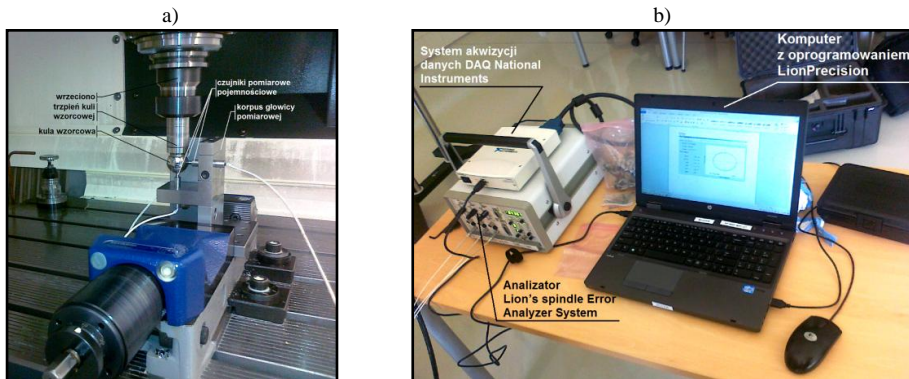 a)
b)
wrzeciono
trzpień kuli
wzorcowej
kula wzorcowa
czujniki pomiarowe
pojemnościowe
korpus głowicy
pomiarowej
System akwizycji
danych DAQ National
Instruments
Komputer
z oprogramowaniem
LionPrecision
Analizator
Lion's spindle Error
Analyzer System